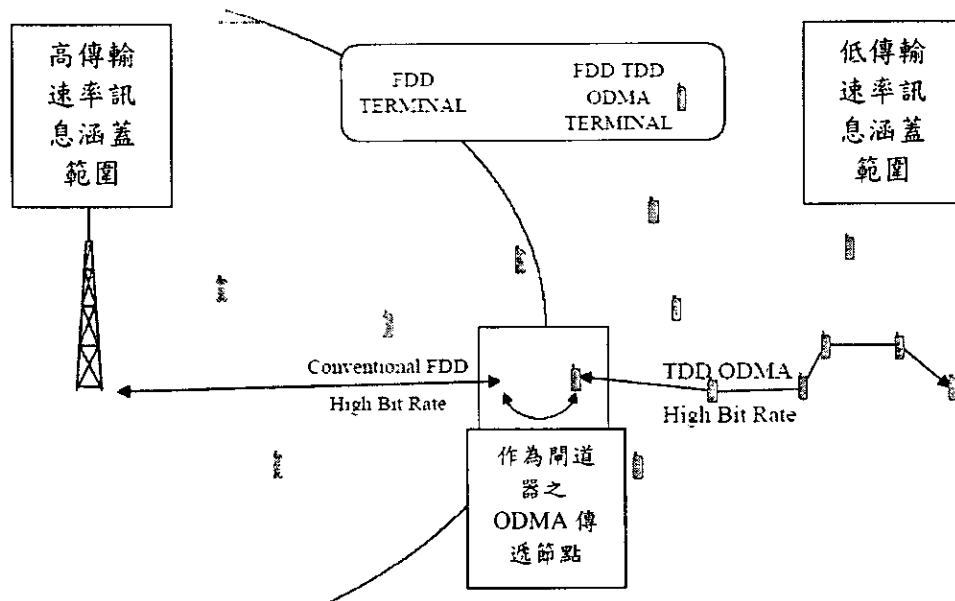 高傳輸
速率訊
息涵蓋
範圍
FDD
TERMINAL
FDD TDD
ODMA
TERMINAL
低傳輸
速率訊
息涵蓋
範圍
Conventional FDD
High Bit Rate
TDD ODMA
High Bit Rate
作為閘道
器之
ODMA 傳
遞節點